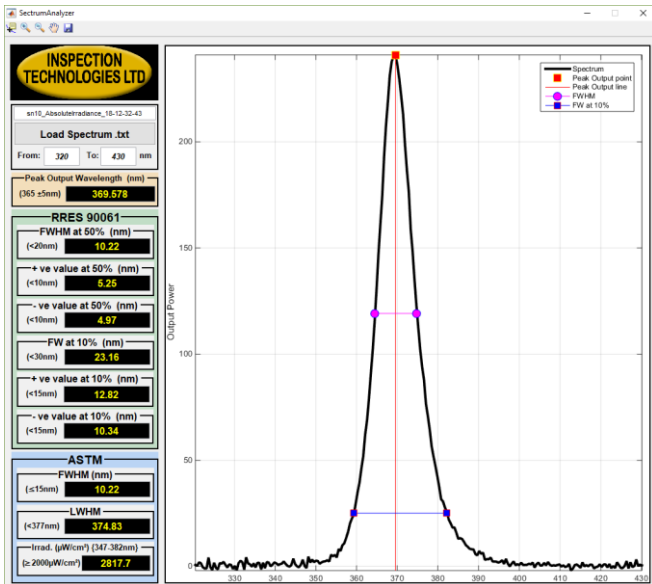 SectrumAnalyzer
INSPECTION
TECHNOLOGIES LTD
sn10_AbsoluteIrradiance_18-12-32-43
Load Spectrum .txt
From: 320 To: 430 nm
Peak Output Wavelength (nm)
(365 ±5nm) 369.578
RRES 90061
FWHM at 50% (nm)
(<20nm) 10.22
+ ve value at 50% (nm)
(<10nm) 5.25
- ve value at 50% (nm)
(<10nm) 4.97
FW at 10% (nm)
(<30nm) 23.16
+ ve value at 10% (nm)
(<15nm) 12.82
- ve value at 10% (nm)
(<15nm) 10.34
ASTM
FWHM (nm)
(≤15nm) 10.22
LWHM
(<377nm) 374.83
Irrad. (µW/cm²) (347-382nm)
(≥ 2000µW/cm²) 2817.7
Output Power
200
150
100
50
0
330 340 350 360 370 380 390 400 410 420 430
Spectrum
Peak Output point
Peak Output line
FWHM
FW at 10%